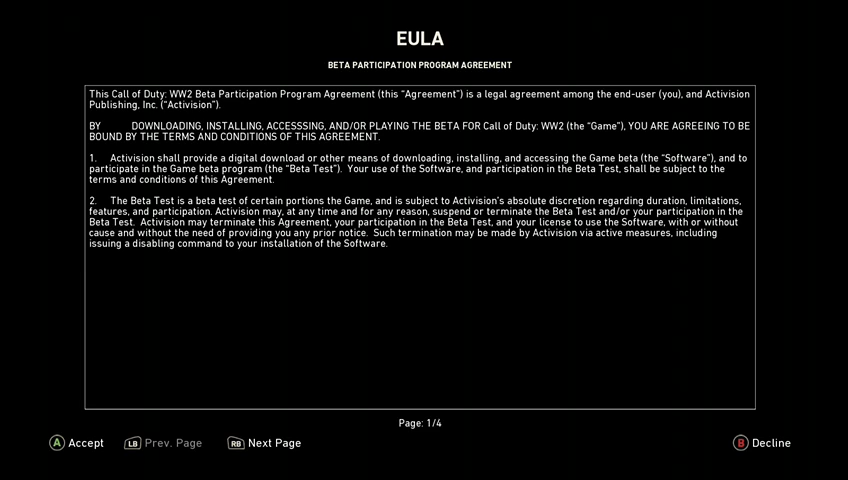 EULA
BETA PARTICIPATION PROGRAM AGREEMENT
This Call of Duty: WW2 Beta Participation Program Agreement (this "Agreement") is a legal agreement among the end-user (you), and Activision
Publishing, Inc. ("Activision").
BY DOWNLOADING, INSTALLING, ACCESSSING, AND/OR PLAYING THE BETA FOR Call of Duty: WW2 (the "Game"), YOU ARE AGREEING TO BE
BOUND BY THE TERMS AND CONDITIONS OF THIS AGREEMENT.
1. Activision shall provide a digital download or other means of downloading, installing, and accessing the Game beta (the "Software"), and to
participate in the Game beta program (the "Beta Test"). Your use of the Software, and participation in the Beta Test, shall be subject to the
terms and conditions of this Agreement.
2. The Beta Test is a beta test of certain portions the Game, and is subject to Activision's absolute discretion regarding duration, limitations,
features, and participation. Activision may, at any time and for any reason, suspend or terminate the Beta Test and/or your participation in the
Beta Test. Activision may terminate this Agreement, your participation in the Beta Test, and your license to use the Software, with or without
cause and without the need of providing you any prior notice. Such termination may be made by Activision via active measures, including
issuing a disabling command to your installation of the Software.
Page: 1/4
A Accept LB Prev. Page RB Next Page B Decline